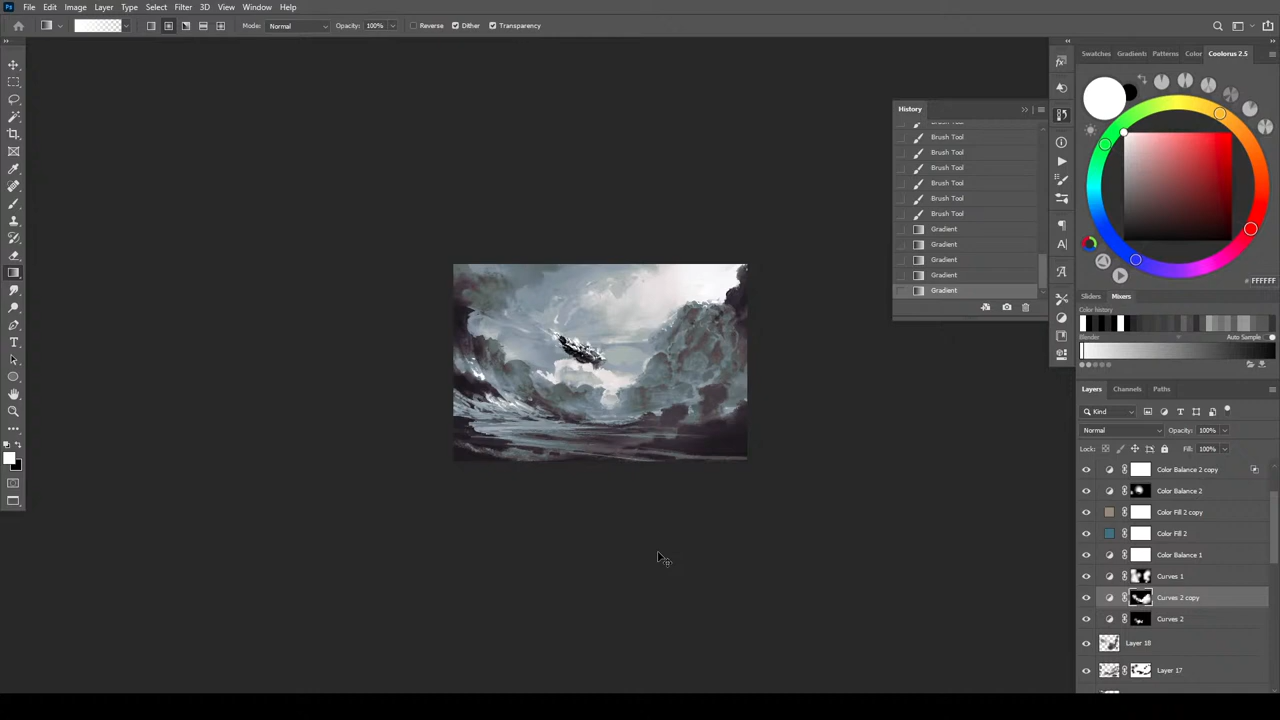 Ps File Edit Image Layer Type Select Filter 3D View Window Help
Mode: Normal Opacity: 100% Reverse Dither Transparency
Swatches Gradients Patterns Color Coolorus 2.5
History
Brush Tool
Brush Tool
Brush Tool
Brush Tool
Brush Tool
Brush Tool
Gradient
Gradient
Gradient
Gradient
Gradient
FFFFFF
Sliders Mixers
Color history
Blender Auto Sample:
Layers Channels Paths
Kind
Normal Opacity: 100%
Lock: Fill: 100%
Color Balance 2 copy
Color Balance 2
Color Fill 2 copy
Color Fill 2
Color Balance 1
Curves 1
Curves 2 copy
Curves 2
Layer 18
Layer 17